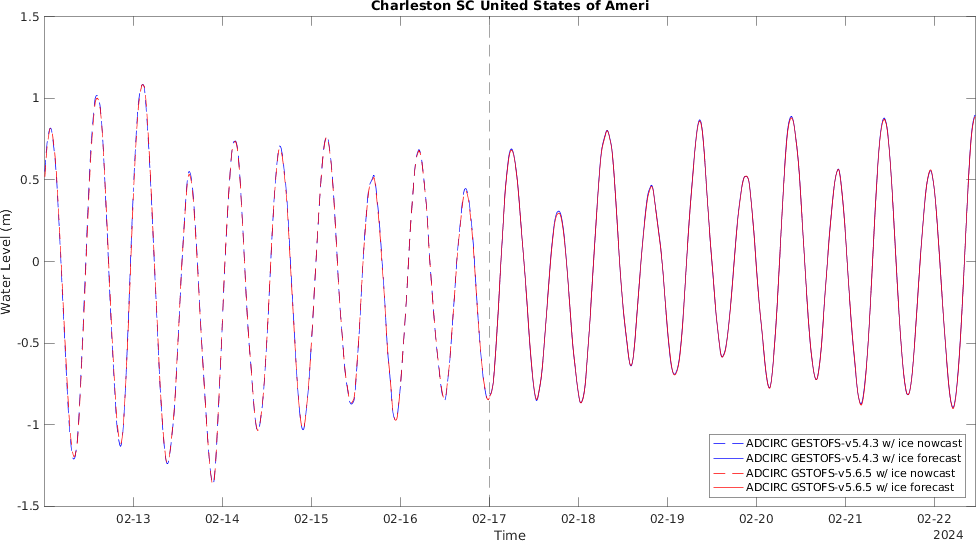 Charleston SC United States of Ameri
1.5
1
0.5
0
-0.5
-1
-1.5
Water Level (m)
ADCIRC GESTOFS-v5.4.3 w/ ice nowcast
ADCIRC GESTOFS-v5.4.3 w/ ice forecast
ADCIRC GSTOFS-v5.6.5 w/ ice nowcast
ADCIRC GSTOFS-v5.6.5 w/ ice forecast
02-13 02-14 02-15 02-16 02-17 02-18 02-19 02-20 02-21 02-22
Time 2024